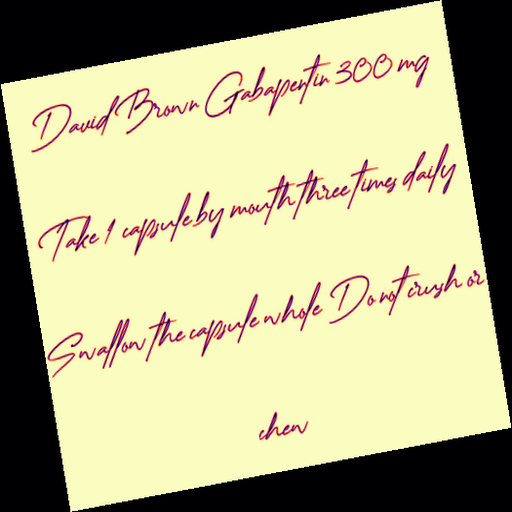 David Brown Gabapentin 300 mg
Take 1 capsule by mouth three times daily
Swallow the capsule whole Do not crush or
chew